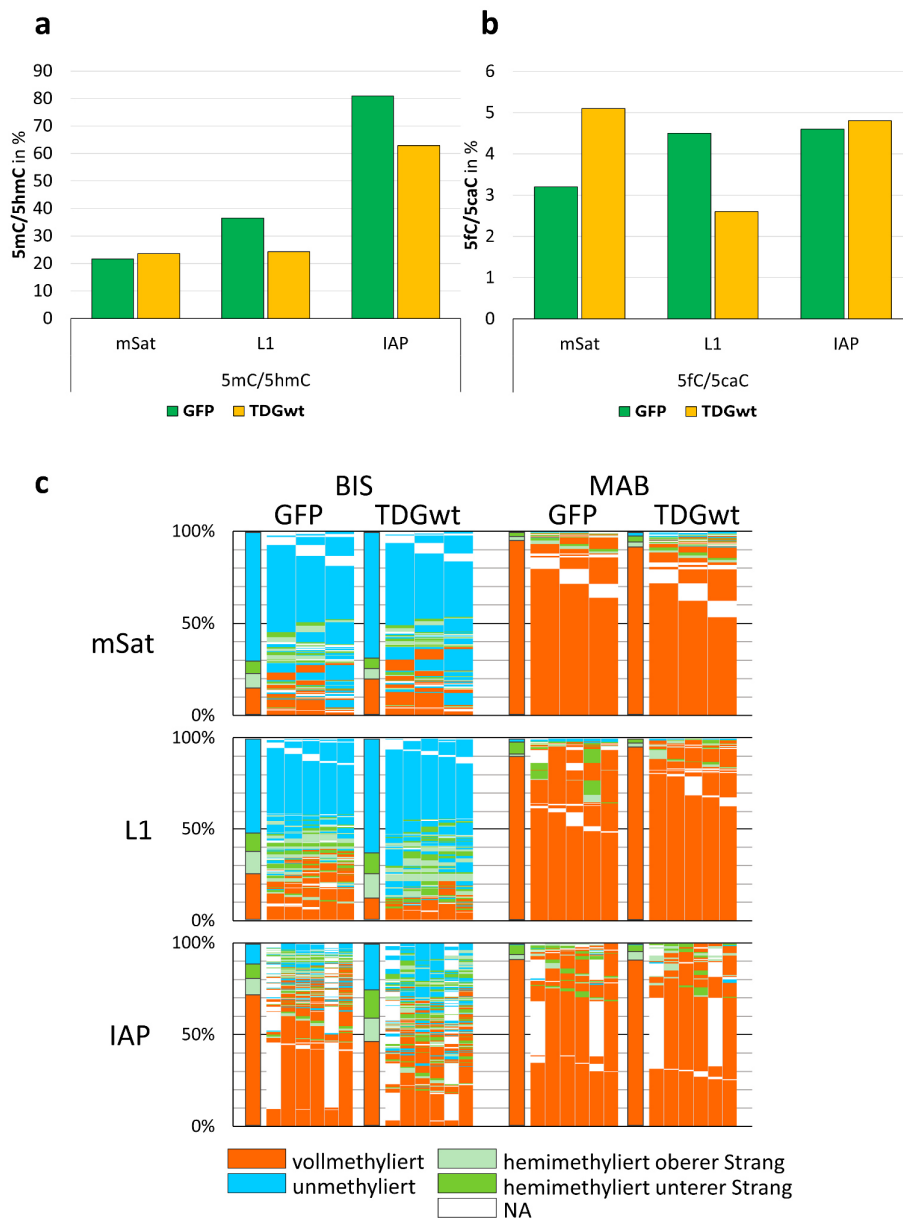 a
5mC/5hmC in %
90
80
70
60
50
40
30
20
10
0
mSat L1 IAP
5mC/5hmC
GFP TDGwt
b
5fC/5caC in %
6
5
4
3
2
1
0
mSat L1 IAP
5fC/5caC
GFP TDGwt
c
BIS MAB
GFP TDGwt GFP TDGwt
mSat
100%
50%
0%
L1
100%
50%
0%
IAP
100%
50%
0%
vollmethyliert
unmethyliert
hemimethyliert oberer Strang
hemimethyliert unterer Strang
NA